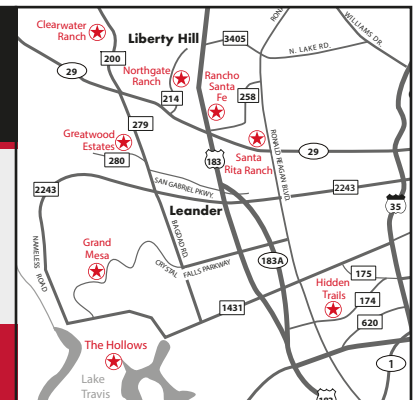 Clearwater
Ranch
Liberty Hill
3405
N. LAKE RD.
WILLIAMS DR.
200
29
Northgate
Ranch
Rancho
Santa
Fe
214
258
279
Greatwood
Estates
280
183
Santa
Rita Ranch
29
RONALD REAGAN BLVD.
SAN GABRIEL PKWY.
2243
2243
35
Leander
BAGDAD RD.
NAMELESS ROAD
Grand
Mesa
CRYSTAL FALLS PARKWAY
183A
175
Hidden
Trails
174
1431
620
The Hollows
1
Lake
Travis
183